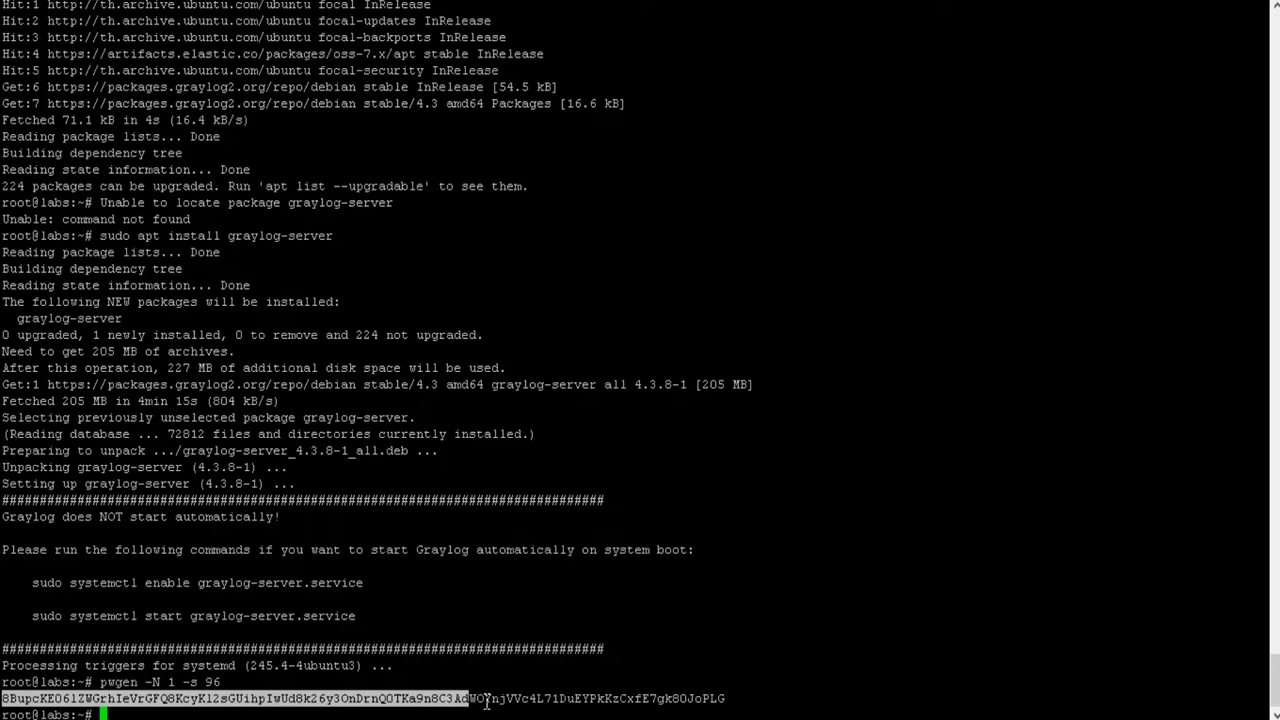 Hit:1 http://th.archive.ubuntu.com/ubuntu focal InRelease
Hit:2 http://th.archive.ubuntu.com/ubuntu focal-updates InRelease
Hit:3 http://th.archive.ubuntu.com/ubuntu focal-backports InRelease
Hit:4 https://artifacts.elastic.co/packages/oss-7.x/apt stable InRelease
Hit:5 http://th.archive.ubuntu.com/ubuntu focal-security InRelease
Get:6 https://packages.graylog2.org/repo/debian stable InRelease [54.5 kB]
Get:7 https://packages.graylog2.org/repo/debian stable/4.3 amd64 Packages [16.6 kB]
Fetched 71.1 kB in 4s (16.4 kB/s)
Reading package lists... Done
Building dependency tree
Reading state information... Done
224 packages can be upgraded. Run 'apt list --upgradable' to see them.
root@labs:~# Unable to locate package graylog-server
Unable: command not found
root@labs:~# sudo apt install graylog-server
Reading package lists... Done
Building dependency tree
Reading state information... Done
The following NEW packages will be installed:
  graylog-server
0 upgraded, 1 newly installed, 0 to remove and 224 not upgraded.
Need to get 205 MB of archives.
After this operation, 227 MB of additional disk space will be used.
Get:1 https://packages.graylog2.org/repo/debian stable/4.3 amd64 graylog-server all 4.3.8-1 [205 MB]
Fetched 205 MB in 4min 15s (804 kB/s)
Selecting previously unselected package graylog-server.
(Reading database ... 72812 files and directories currently installed.)
Preparing to unpack .../graylog-server_4.3.8-1_all.deb ...
Unpacking graylog-server (4.3.8-1) ...
Setting up graylog-server (4.3.8-1) ...
################################################################################
Graylog does NOT start automatically!
Please run the following commands if you want to start Graylog automatically on system boot:
    sudo systemctl enable graylog-server.service
    sudo systemctl start graylog-server.service
################################################################################
Processing triggers for systemd (245.4-4ubuntu3) ...
root@labs:~# pwgen -N 1 -s 96
root@labs:~#